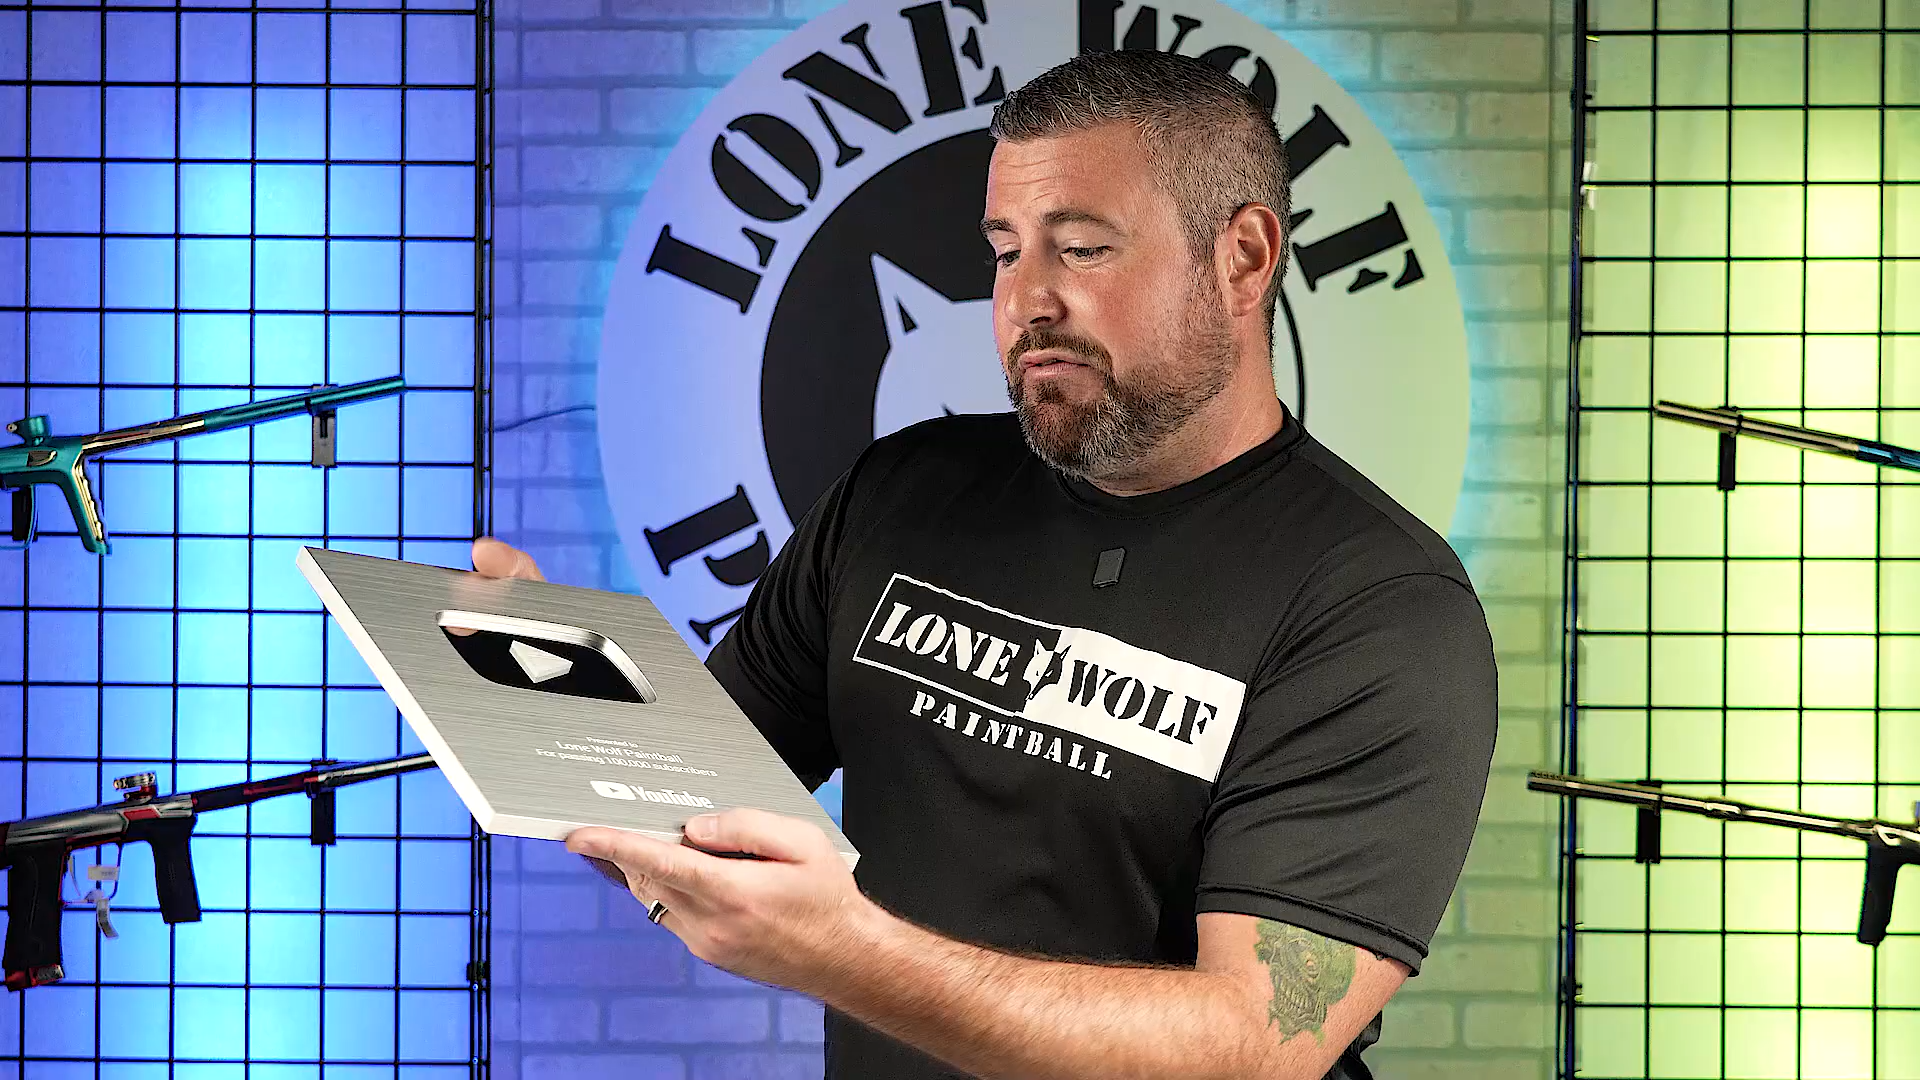 LONE WOLF
LONE WOLF
PAINTBALL
Presented to
Lone Wolf Paintball
For passing 100,000 subscribers
YouTube